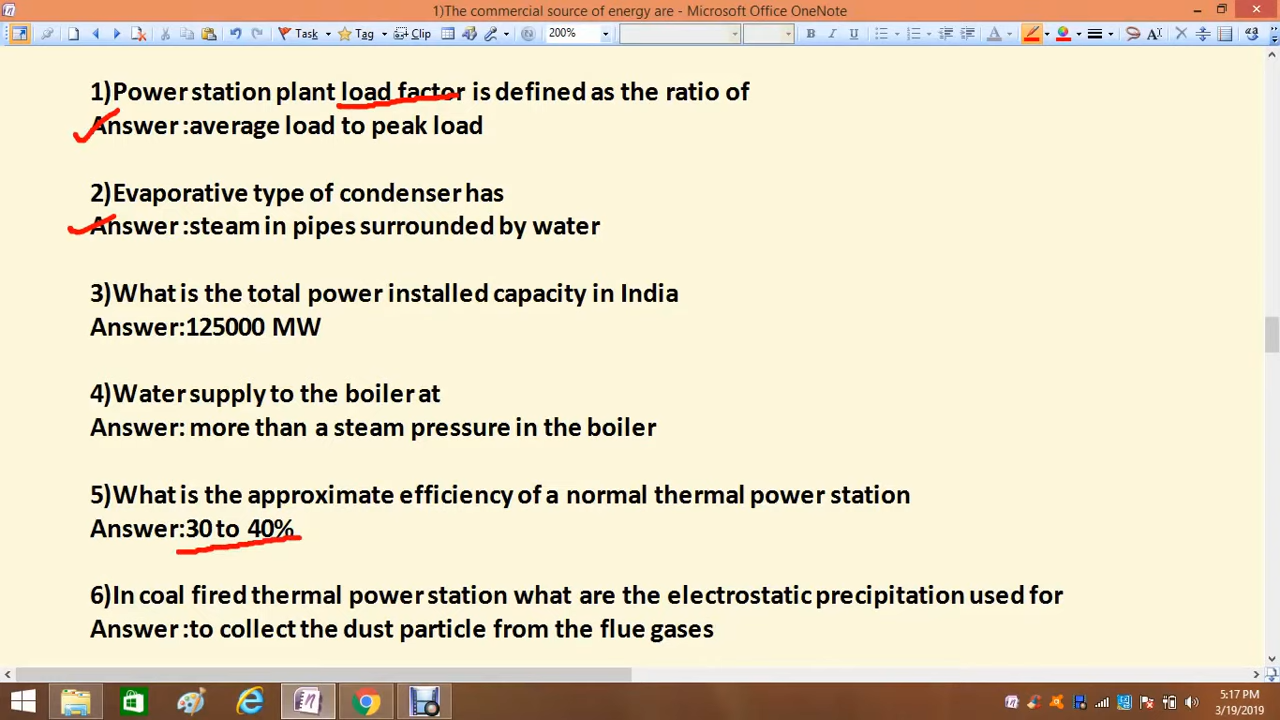 1)The commercial source of energy are - Microsoft Office OneNote
Task Tag Clip 200% B I U A
1)Power station plant load factor is defined as the ratio of
Answer :average load to peak load
2)Evaporative type of condenser has
Answer :steam in pipes surrounded by water
3)What is the total power installed capacity in India
Answer:125000 MW
4)Water supply to the boiler at
Answer: more than a steam pressure in the boiler
5)What is the approximate efficiency of a normal thermal power station
Answer:30 to 40%
6)In coal fired thermal power station what are the electrostatic precipitation used for
Answer :to collect the dust particle from the flue gases
5:17 PM
3/19/2019